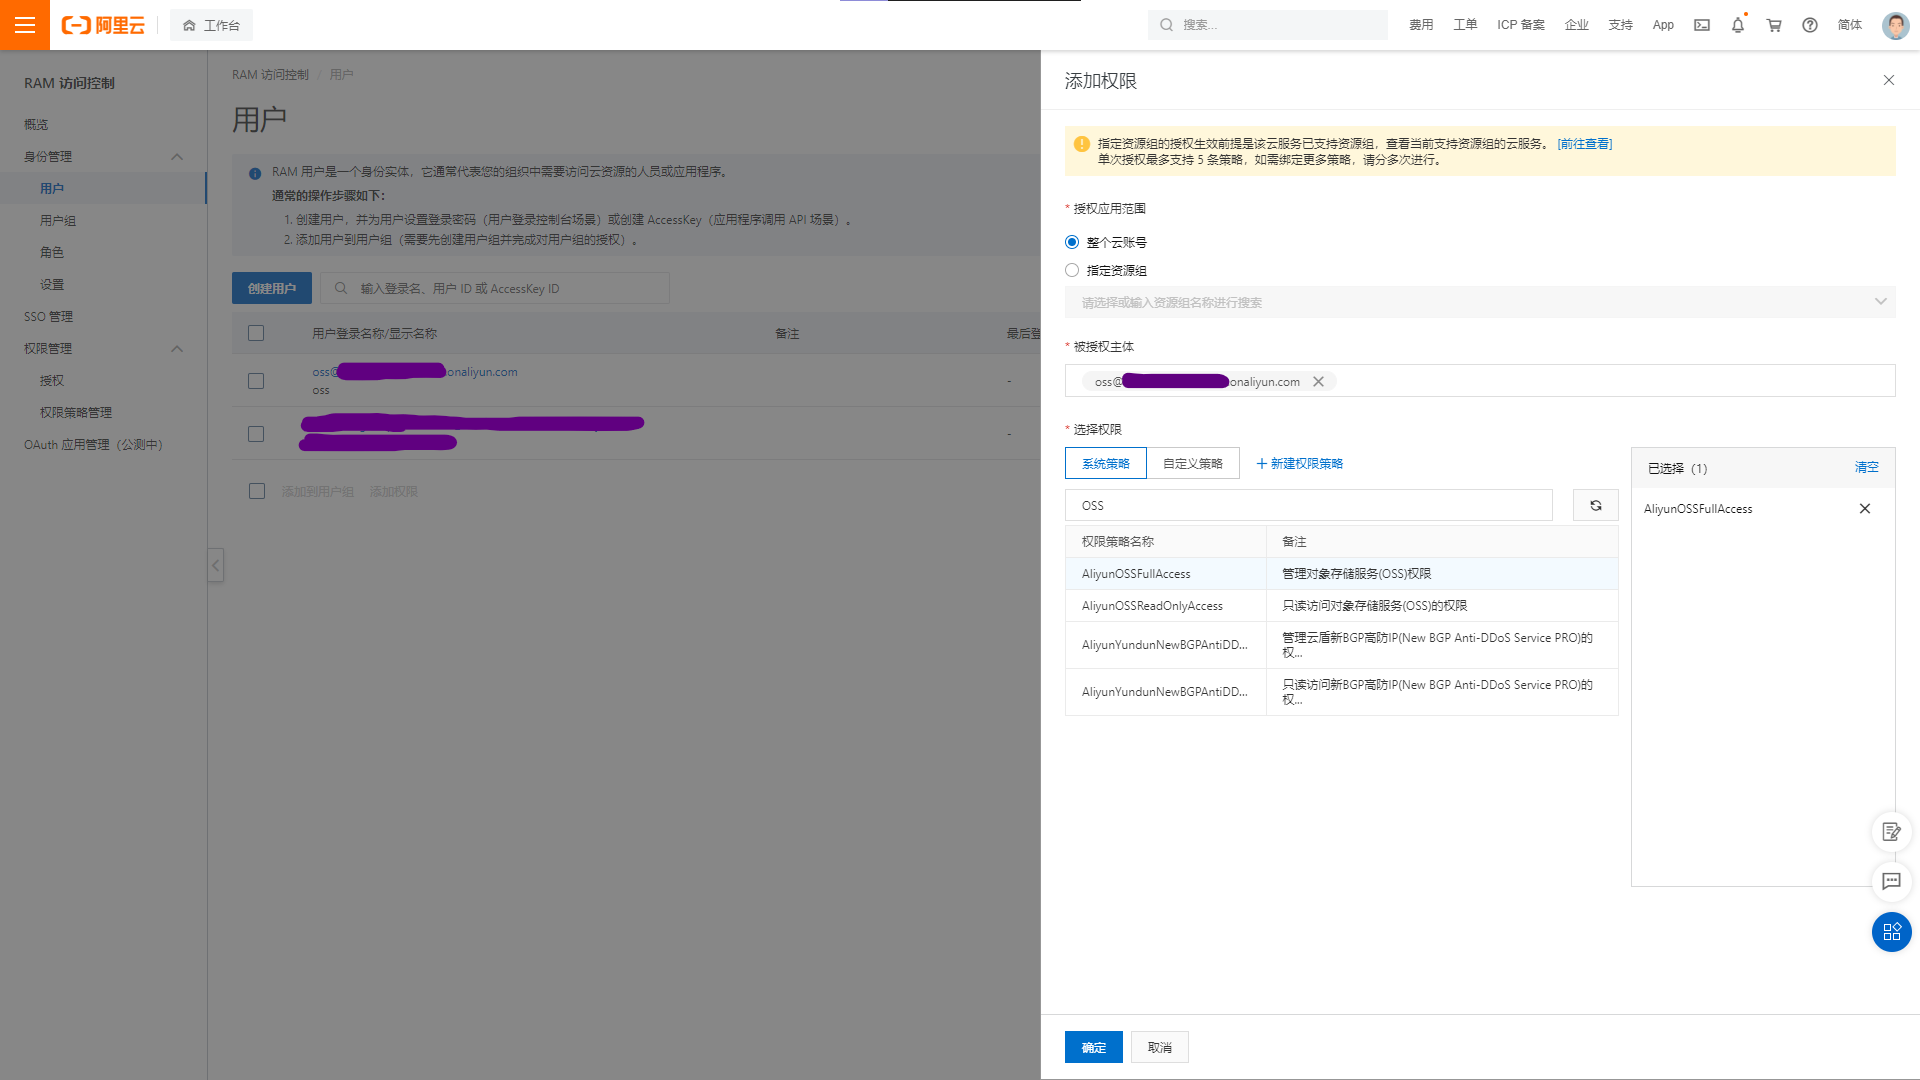 阿里云
工作台
搜索...
费用
工单
ICP 备案
企业
支持
App
简体
RAM 访问控制
概览
身份管理
用户
用户组
角色
设置
SSO 管理
权限管理
授权
权限策略管理
OAuth 应用管理（公测中）
RAM 访问控制 / 用户
用户
RAM 用户是一个身份实体，它通常代表您的组织中需要访问云资源的人员或应用程序。
通常的操作步骤如下：
1. 创建用户，并为用户设置登录密码（用户登录控制台场景）或创建 AccessKey（应用程序调用 API 场景）。
2. 添加用户到用户组（需要先创建用户组并完成对用户组的授权）。
创建用户
输入登录名、用户 ID 或 AccessKey ID
用户登录名称/显示名称
备注
最后登
oss@
onaliyun.com
-
oss
-
添加到用户组
添加权限
添加权限
指定资源组的授权生效前提是该云服务已支持资源组，查看当前支持资源组的云服务。 [前往查看]
单次授权最多支持 5 条策略，如需绑定更多策略，请分多次进行。
* 授权应用范围
整个云账号
指定资源组
请选择或输入资源组名称进行搜索
* 被授权主体
oss@
onaliyun.com
* 选择权限
系统策略
自定义策略
新建权限策略
OSS
权限策略名称
备注
AliyunOSSFullAccess
管理对象存储服务(OSS)权限
AliyunOSSReadOnlyAccess
只读访问对象存储服务(OSS)的权限
AliyunYundunNewBGPAntiDD...
管理云盾新BGP高防IP(New BGP Anti-DDoS Service PRO)的
权...
AliyunYundunNewBGPAntiDD...
只读访问新BGP高防IP(New BGP Anti-DDoS Service PRO)的
权...
已选择（1）
清空
AliyunOSSFullAccess
确定
取消